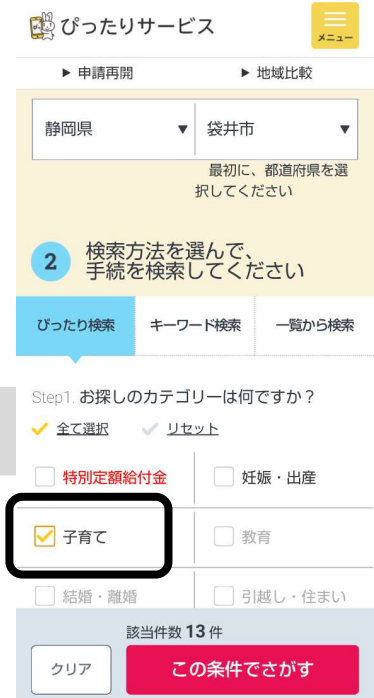 ぴったりサービス
メニュー
▶ 申請再開
▶ 地域比較
静岡県 ▼
袋井市 ▼
最初に、都道府県を選
択してください
2
検索方法を選んで、
手続を検索してください
ぴったり検索
キーワード検索
一覧から検索
Step1. お探しのカテゴリーは何ですか？
全て選択
リセット
特別定額給付金
妊娠・出産
子育て
教育
結婚・離婚
引越し・住まい
該当件数 13 件
クリア
この条件でさがす